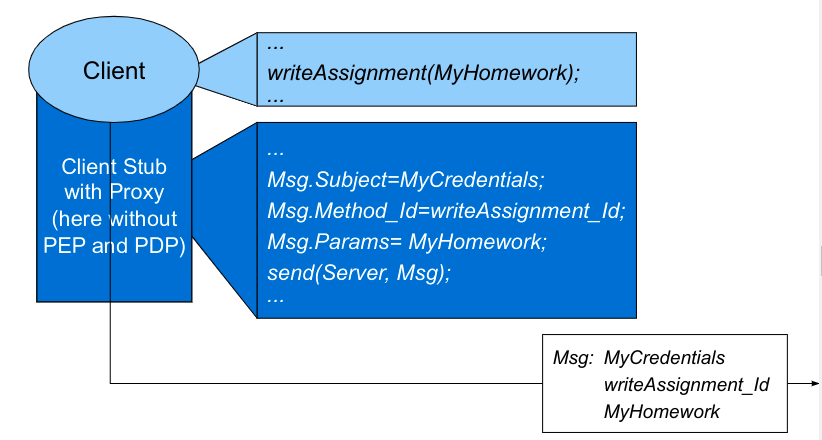 Client
...
writeAssignment(MyHomework);
...
Client Stub
with Proxy
(here without
PEP and PDP)
...
Msg.Subject=MyCredentials;
Msg.Method_Id=writeAssignment_Id;
Msg.Params= MyHomework;
send(Server, Msg);
...
Msg: MyCredentials
writeAssignment_Id
MyHomework